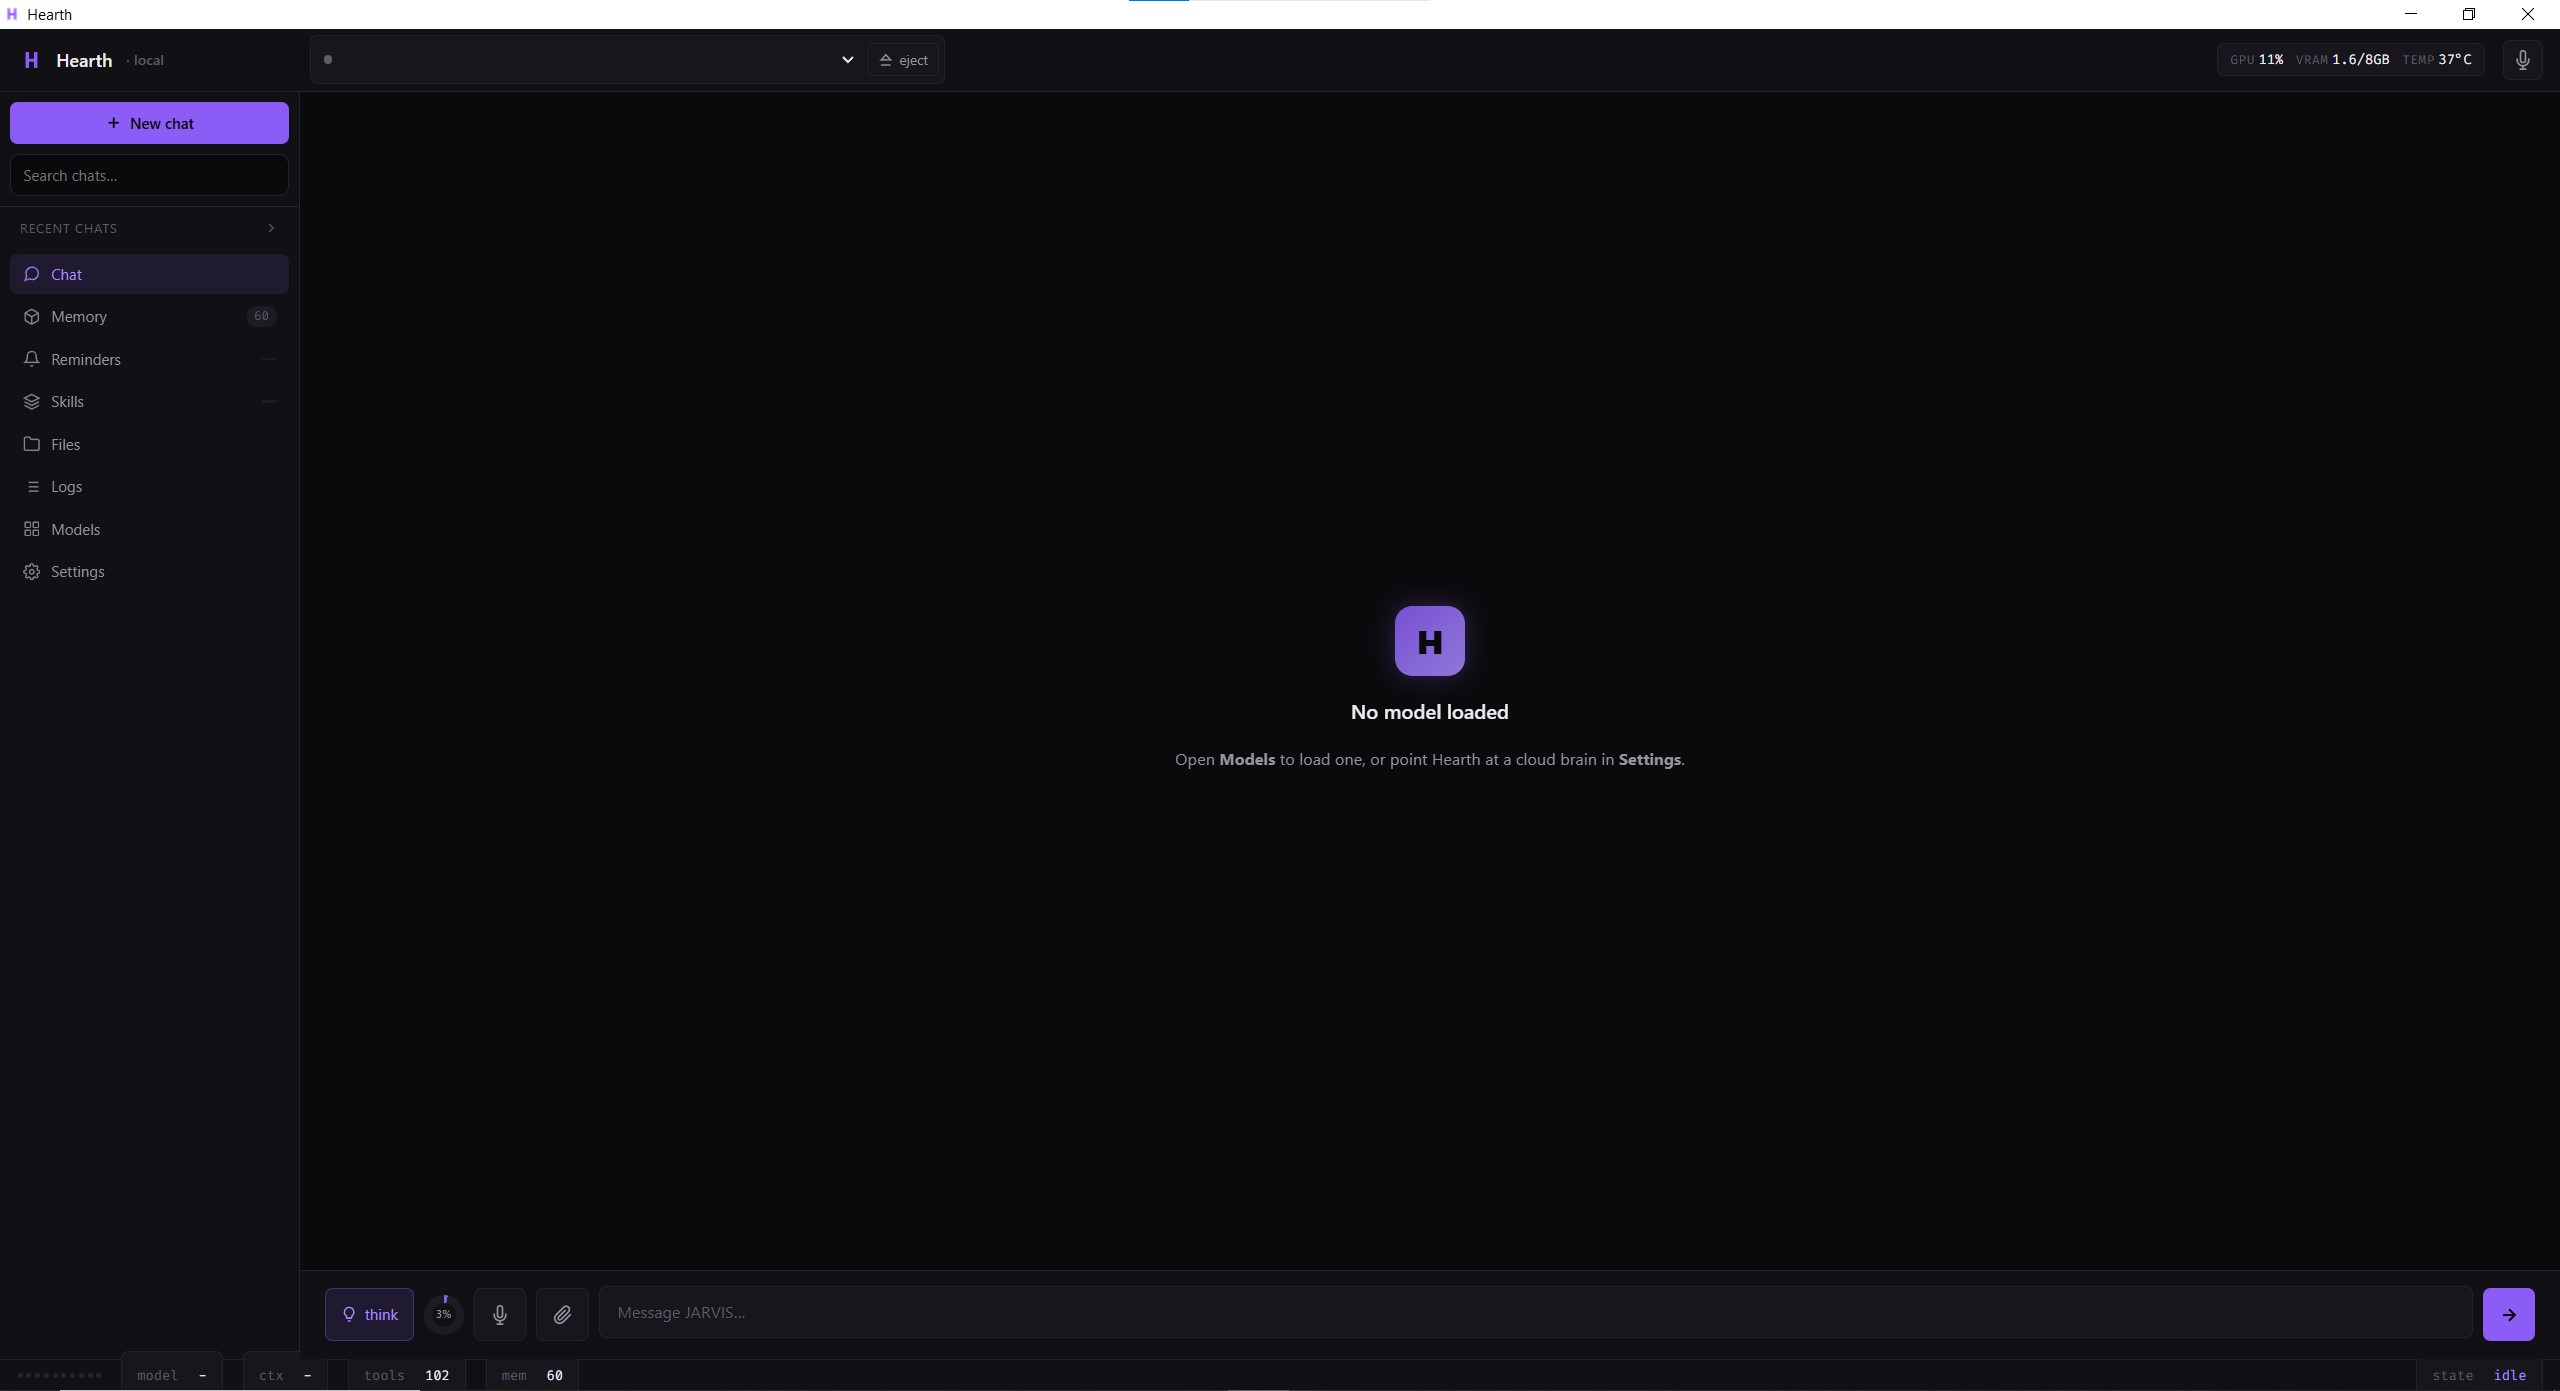 H Hearth
H Hearth · local
eject
GPU 11% VRAM 1.6/8GB TEMP 37°C
+ New chat
Search chats...
RECENT CHATS
Chat
Memory 60
Reminders —
Skills —
Files
Logs
Models
Settings
H
No model loaded
Open Models to load one, or point Hearth at a cloud brain in Settings.
think 3% Message JARVIS...
model – ctx – tools 102 mem 60 state idle